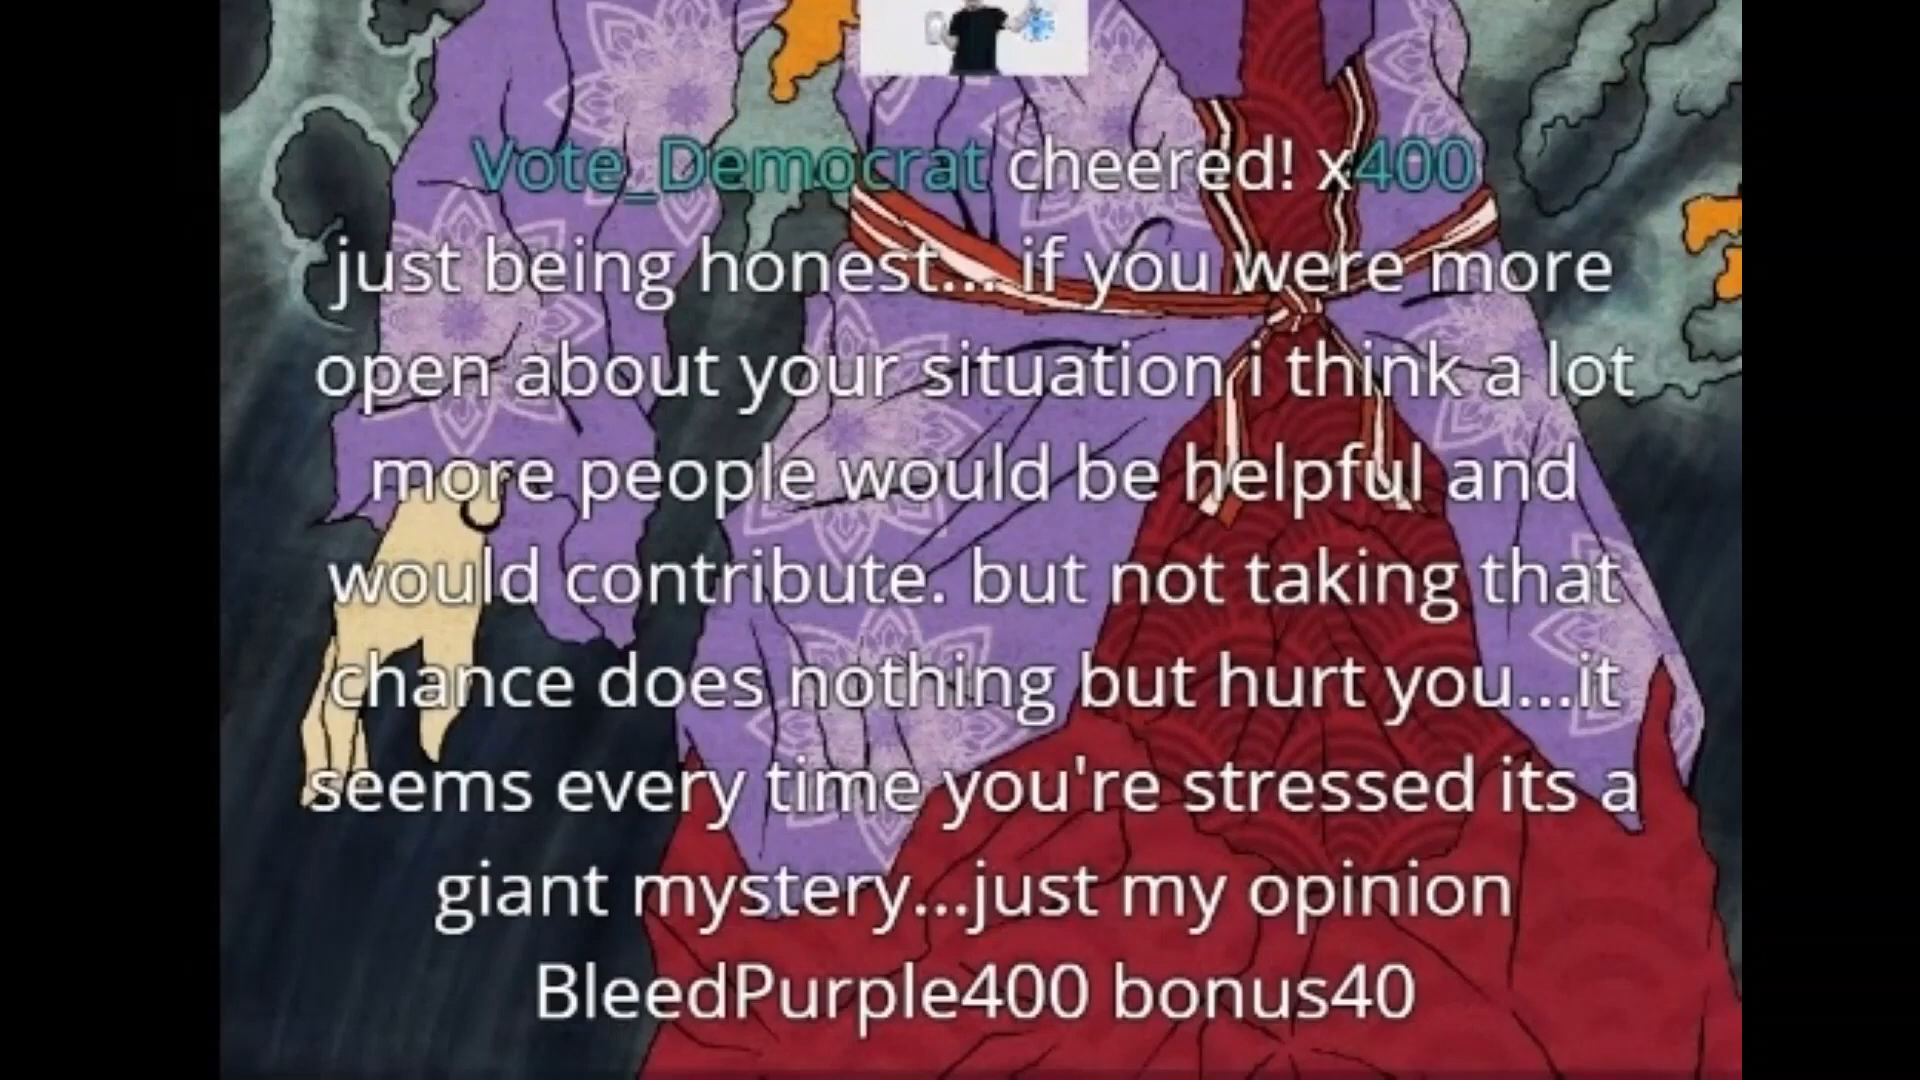 Vote_Democrat cheered! x400
just being honest... if you were more
open about your situation i think a lot
more people would be helpful and
would contribute. but not taking that
chance does nothing but hurt you...it
seems every time you're stressed its a
giant mystery...just my opinion
BleedPurple400 bonus40